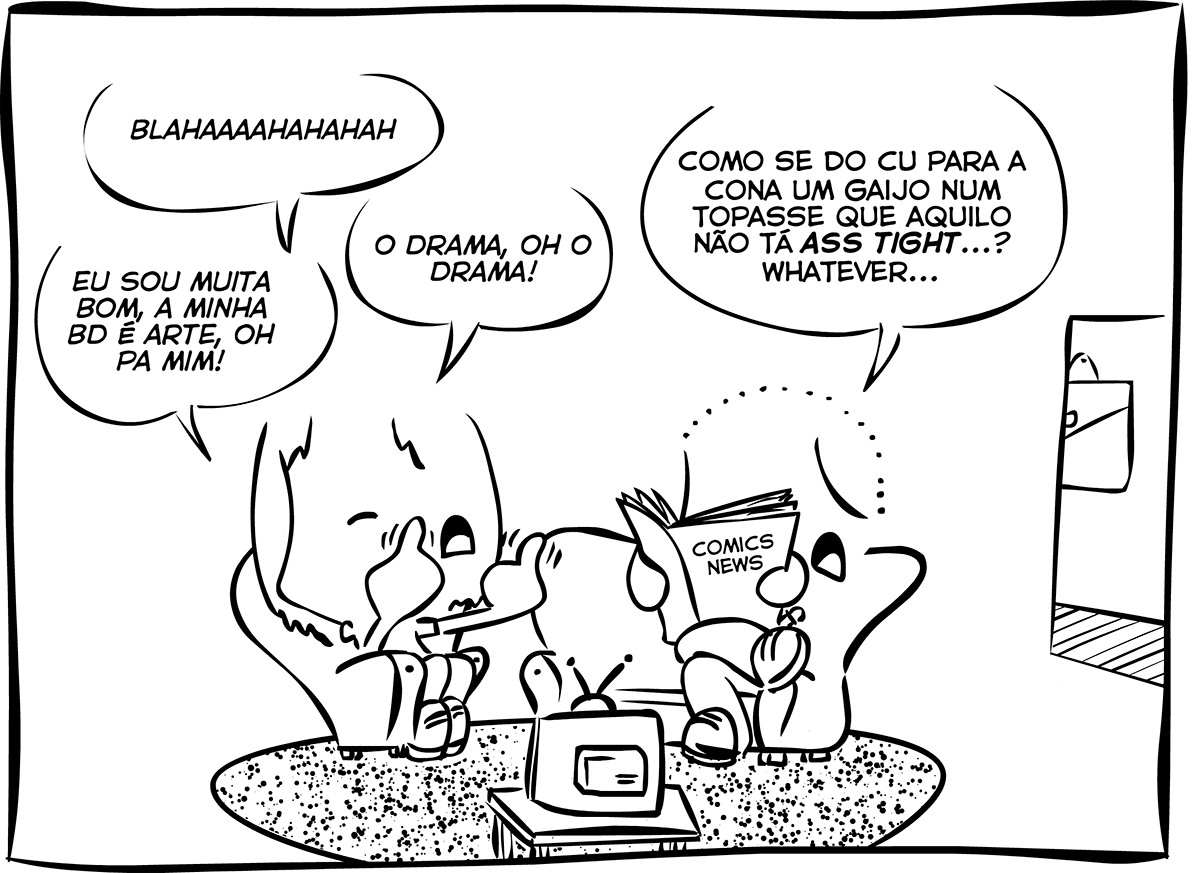 BLAHAAAAHAHAHAH
EU SOU MUITA
BOM, A MINHA
BD É ARTE, OH
PA MIM!
O DRAMA, OH O
DRAMA!
COMO SE DO CU PARA A
CONA UM GAIJO NUM
TOPASSE QUE AQUILO
NÃO TÁ ASS TIGHT...?
WHATEVER...
COMICS
NEWS